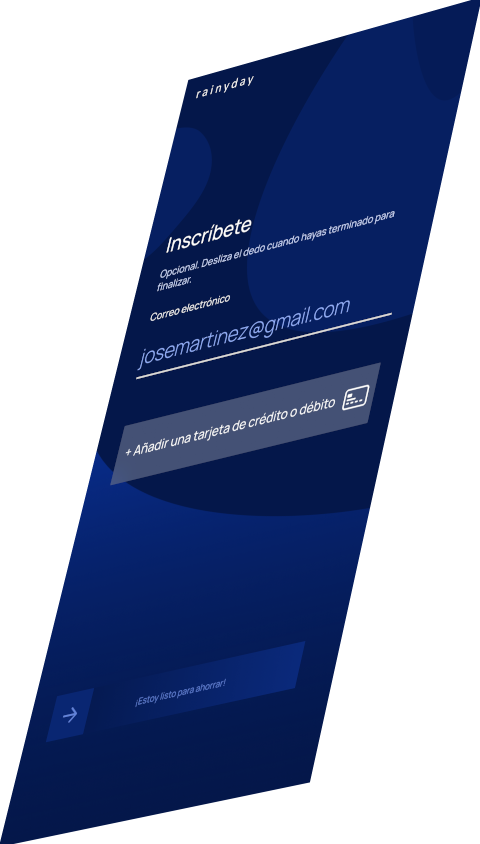 rainyday
Inscríbete
Opcional. Desliza el dedo cuando hayas terminado para
finalizar.
Correo electrónico
josemartinez@gmail.com
+ Añadir una tarjeta de crédito o débito
¡Estoy listo para ahorrar!